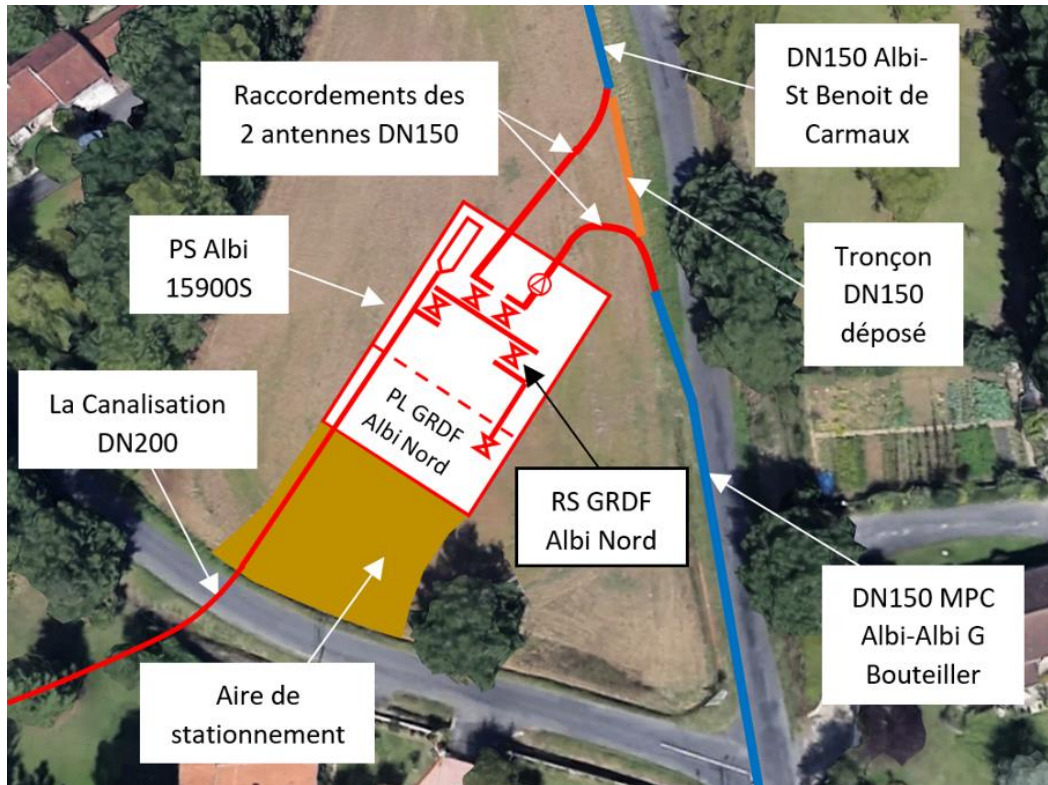 DN150 Albi-
St Benoit de
Carmaux
Raccordements des
2 antennes DN150
PS Albi
15900S
Tronçon
DN150
déposé
La Canalisation
DN200
PL GRDF
Albi Nord
RS GRDF
Albi Nord
DN150 MPC
Albi-Albi G
Bouteiller
Aire de
stationnement